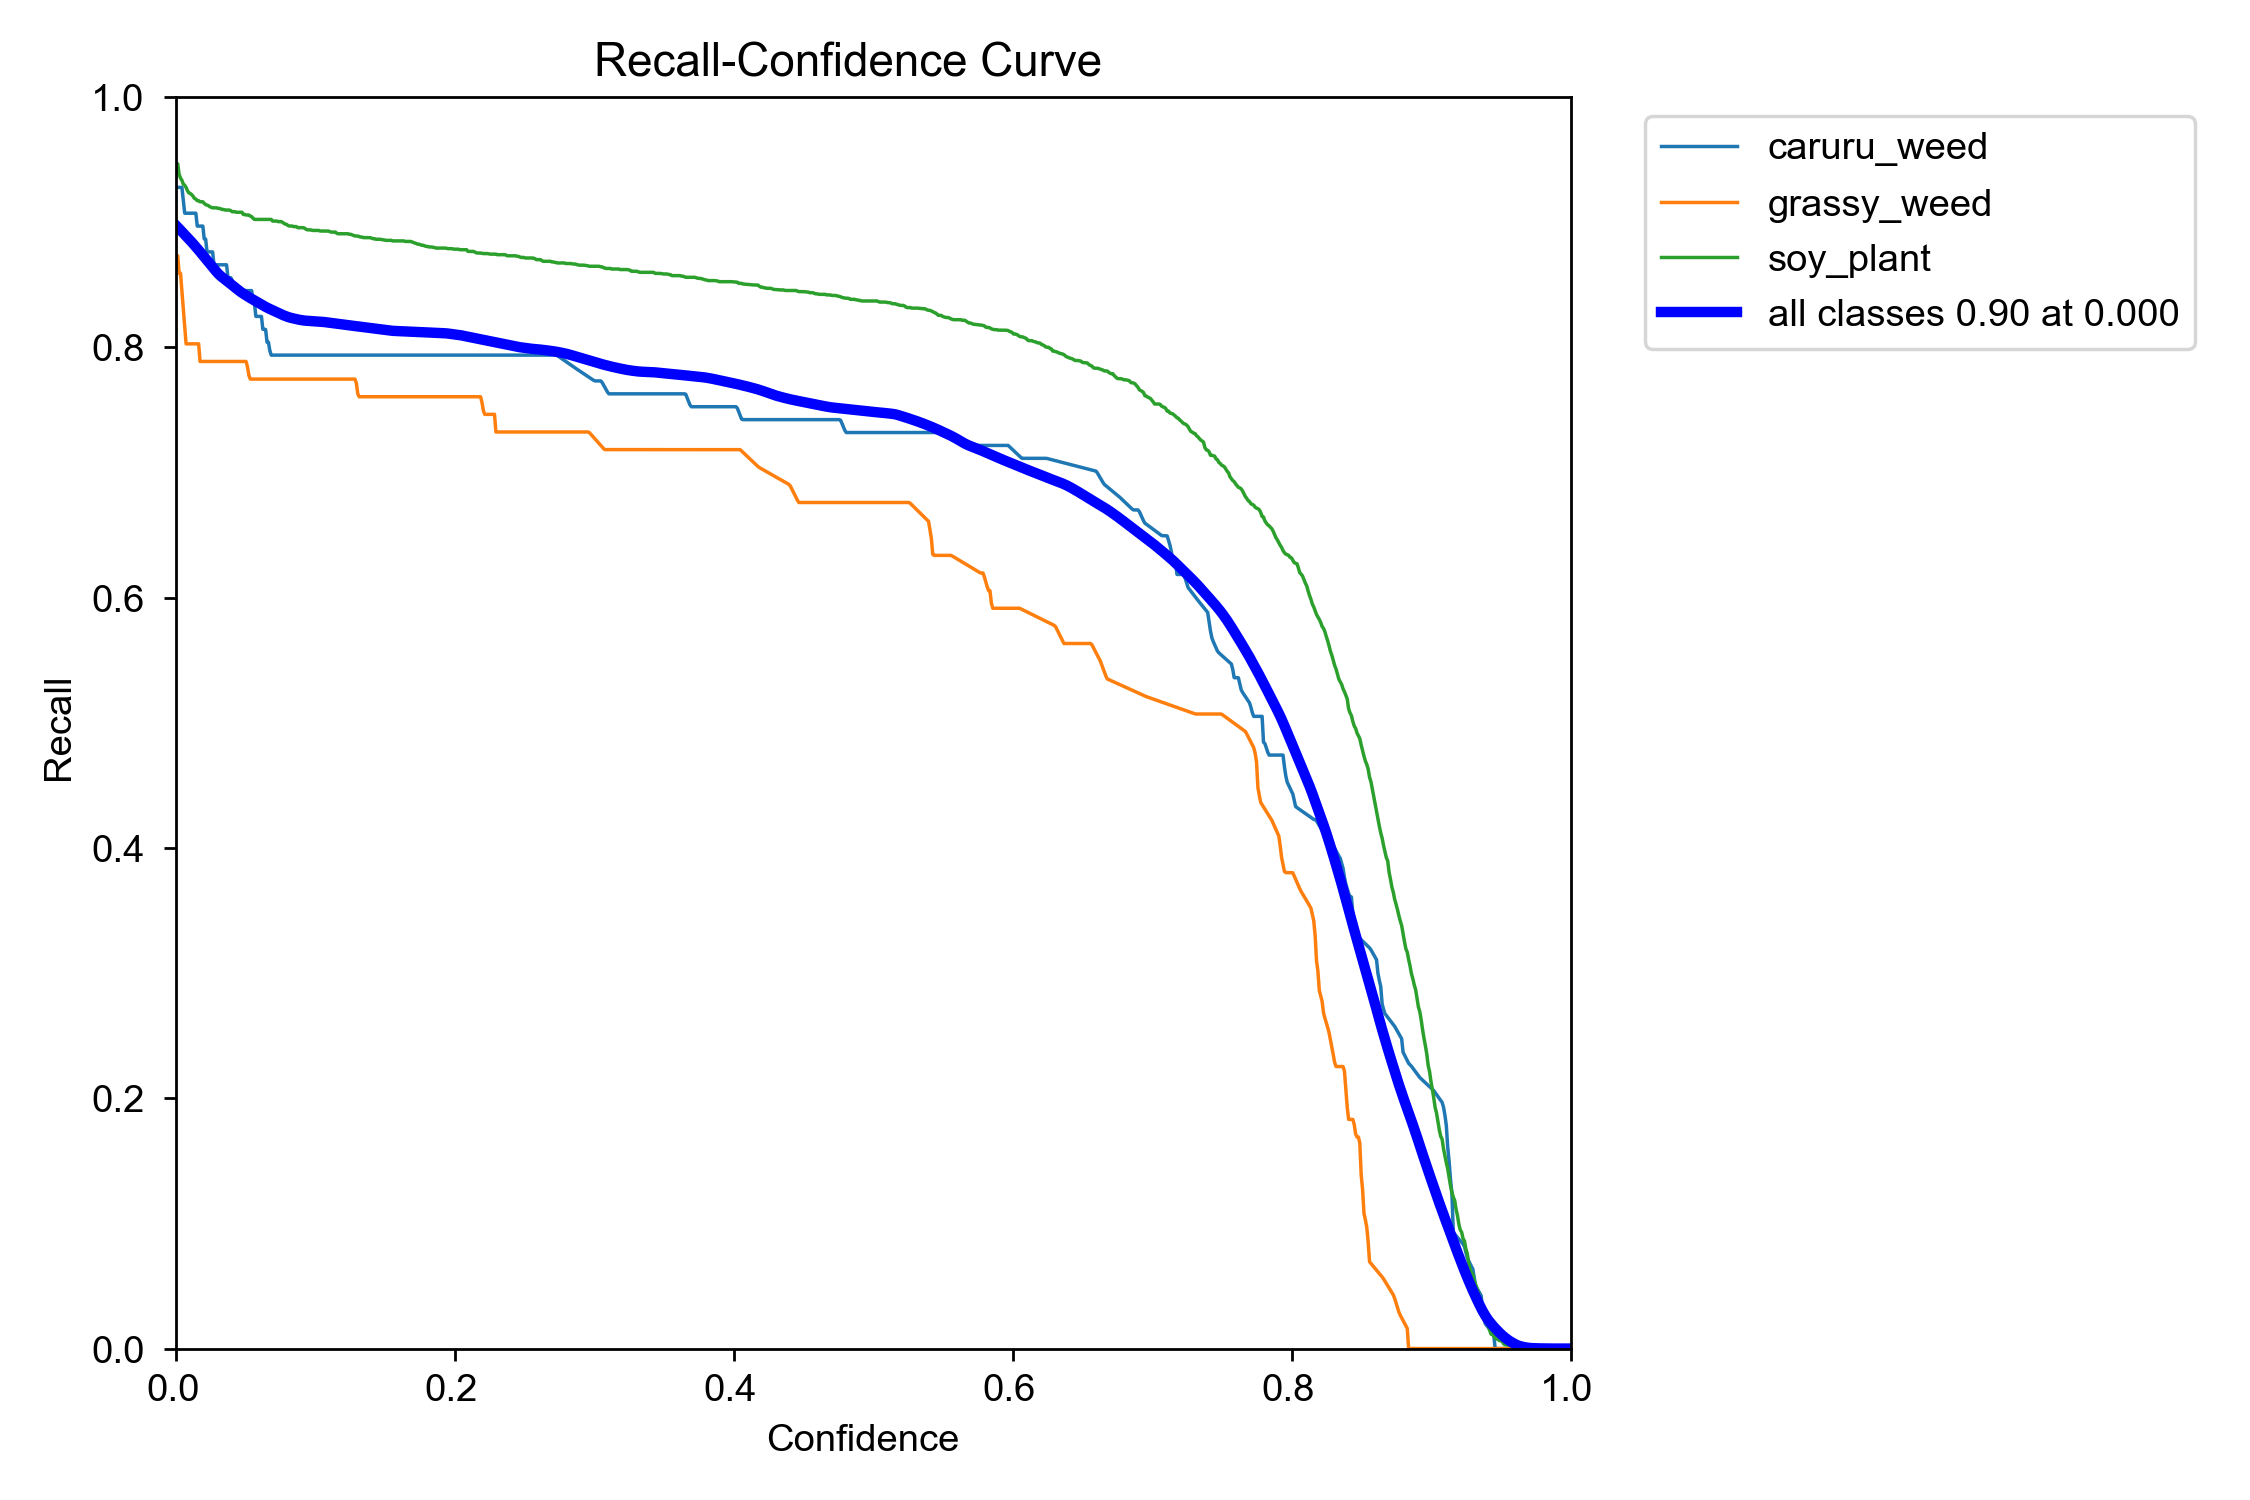 Recall-Confidence Curve
1.0
0.8
0.6
0.4
0.2
0.0
Recall
0.0 0.2 0.4 0.6 0.8 1.0
Confidence
caruru_weed
grassy_weed
soy_plant
all classes 0.90 at 0.000